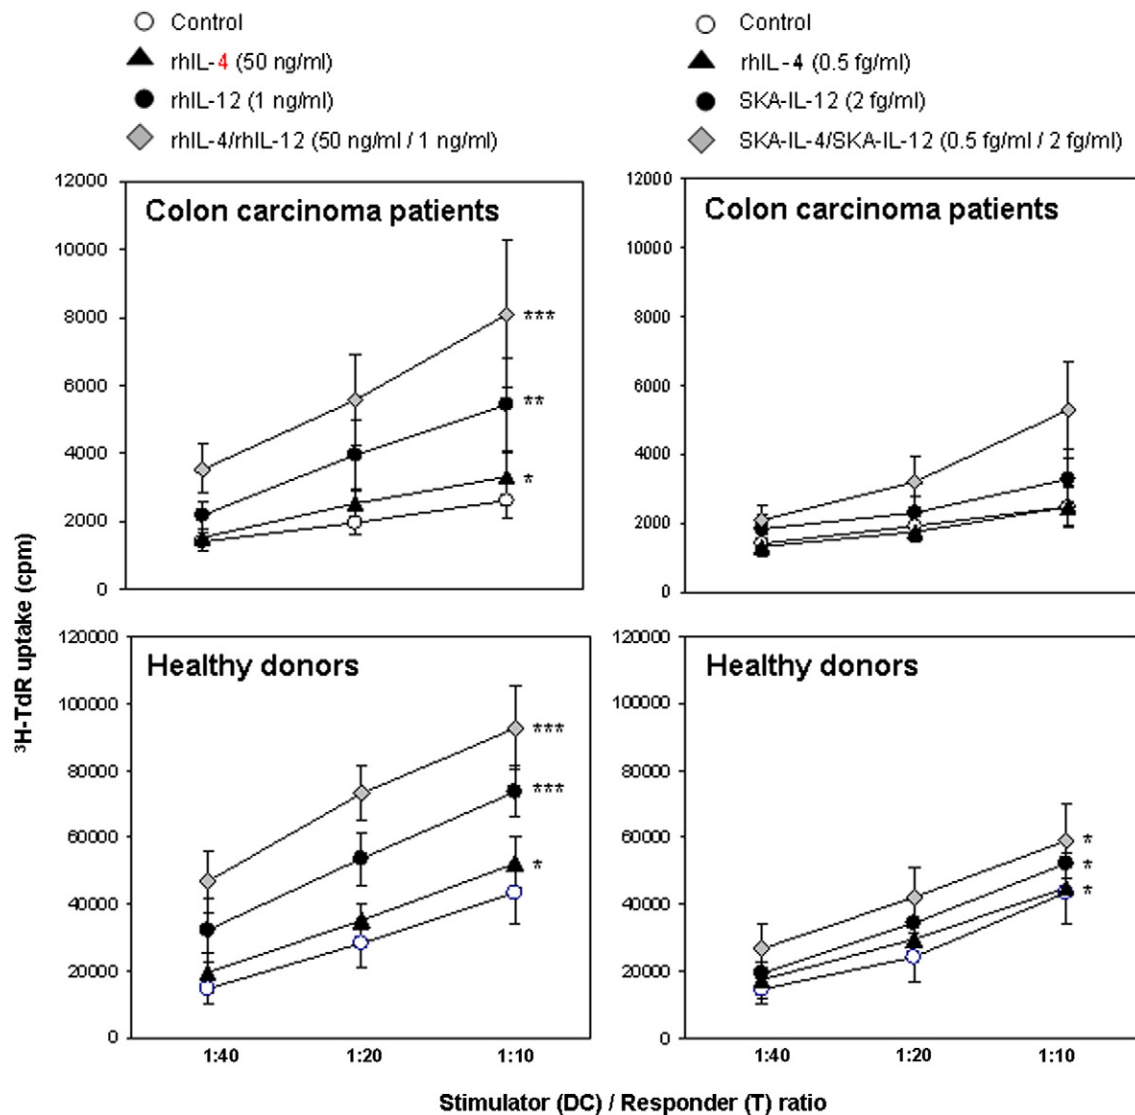 Control
rhIL-4 (50 ng/ml)
rhIL-12 (1 ng/ml)
rhIL-4/rhIL-12 (50 ng/ml / 1 ng/ml)
Control
rhIL-4 (0.5 fg/ml)
SKA-IL-12 (2 fg/ml)
SKA-IL-4/SKA-IL-12 (0.5 fg/ml / 2 fg/ml)
Colon carcinoma patients
12000
10000
8000
6000
4000
2000
0
***
**
*
Colon carcinoma patients
12000
10000
8000
6000
4000
2000
0
³H-TdR uptake (cpm)
Healthy donors
120000
100000
80000
60000
40000
20000
0
***
***
*
1:40 1:20 1:10
Healthy donors
120000
100000
80000
60000
40000
20000
0
*
*
*
1:40 1:20 1:10
Stimulator (DC) / Responder (T) ratio